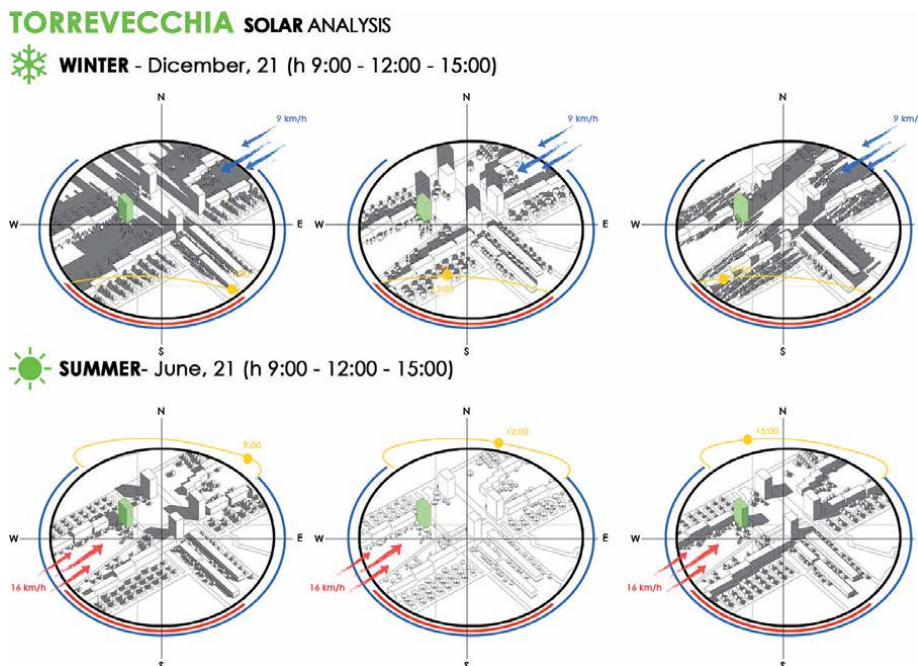 TORREVECCHIA SOLAR ANALYSIS
WINTER - Dicember, 21 (h 9:00 - 12:00 - 15:00)
N N N
9 km/h 9 km/h 9 km/h
W E W E W E
12:00
S S S
SUMMER- June, 21 (h 9:00 - 12:00 - 15:00)
N N N
9:00 12:00 15:00
W E W E W E
16 km/h 16 km/h 16 km/h
S S S